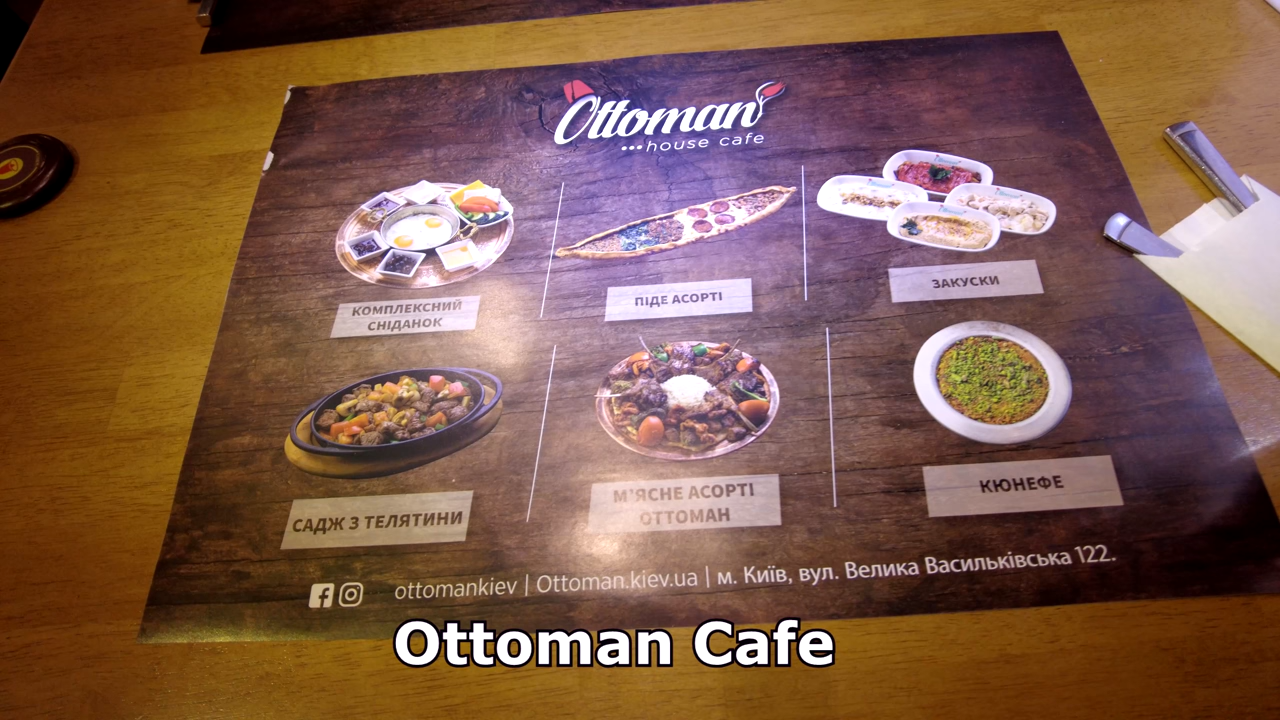 Ottoman
...house cafe
КОМПЛЕКСНИЙ
СНІДАНОК
ПІДЕ АСОРТІ
ЗАКУСКИ
САДЖ З ТЕЛЯТИНИ
М'ЯСНЕ АСОРТІ
ОТТОМАН
КЮНЕФЕ
ottomankiev | Ottoman.kiev.ua | м. Київ, вул. Велика Васильківська 122.
Ottoman Cafe